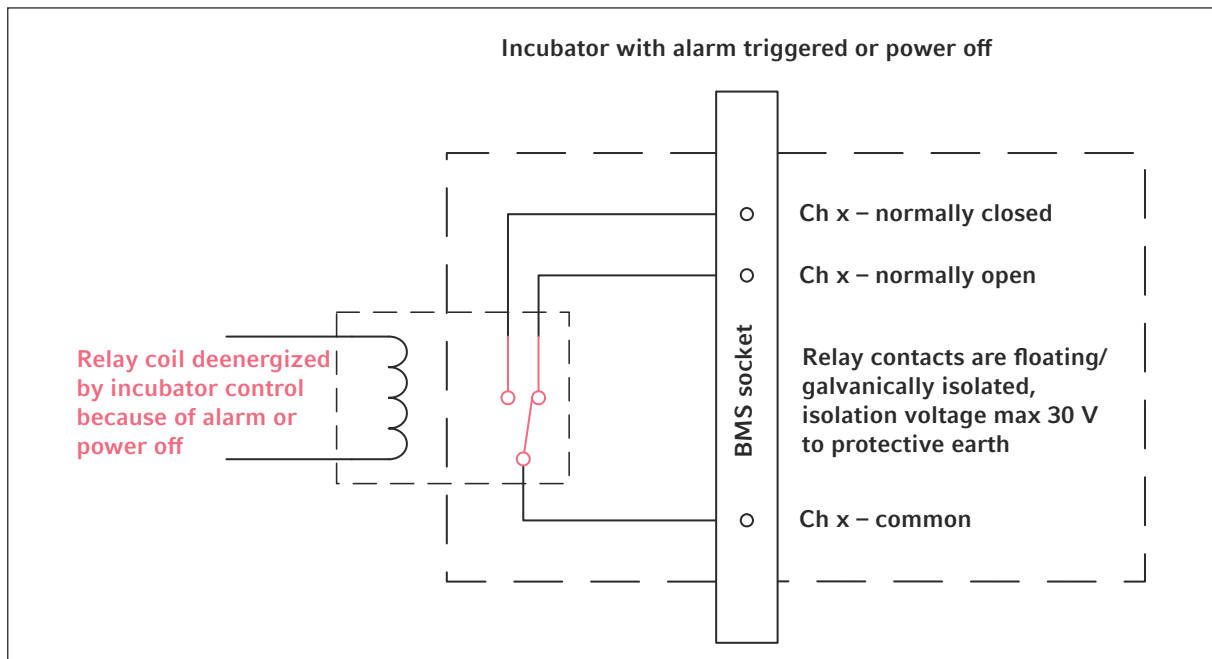 Incubator with alarm triggered or power off
Ch x – normally closed
Ch x – normally open
Relay coil deenergized
by incubator control
because of alarm or
power off
BMS socket
Relay contacts are floating/
galvanically isolated,
isolation voltage max 30 V
to protective earth
Ch x – common